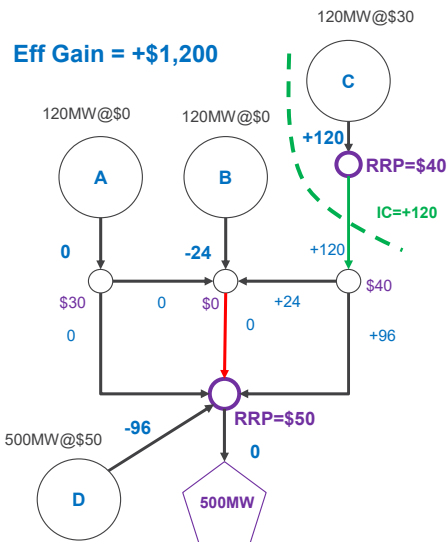 120MW@$30
Eff Gain = +$1,200
C
120MW@$0
120MW@$0
+120
RRP=$40
A
B
IC=+120
0
-24
+120
$30
0
$0
+24
$40
0
0
+96
RRP=$50
-96
500MW@$50
0
D
500MW